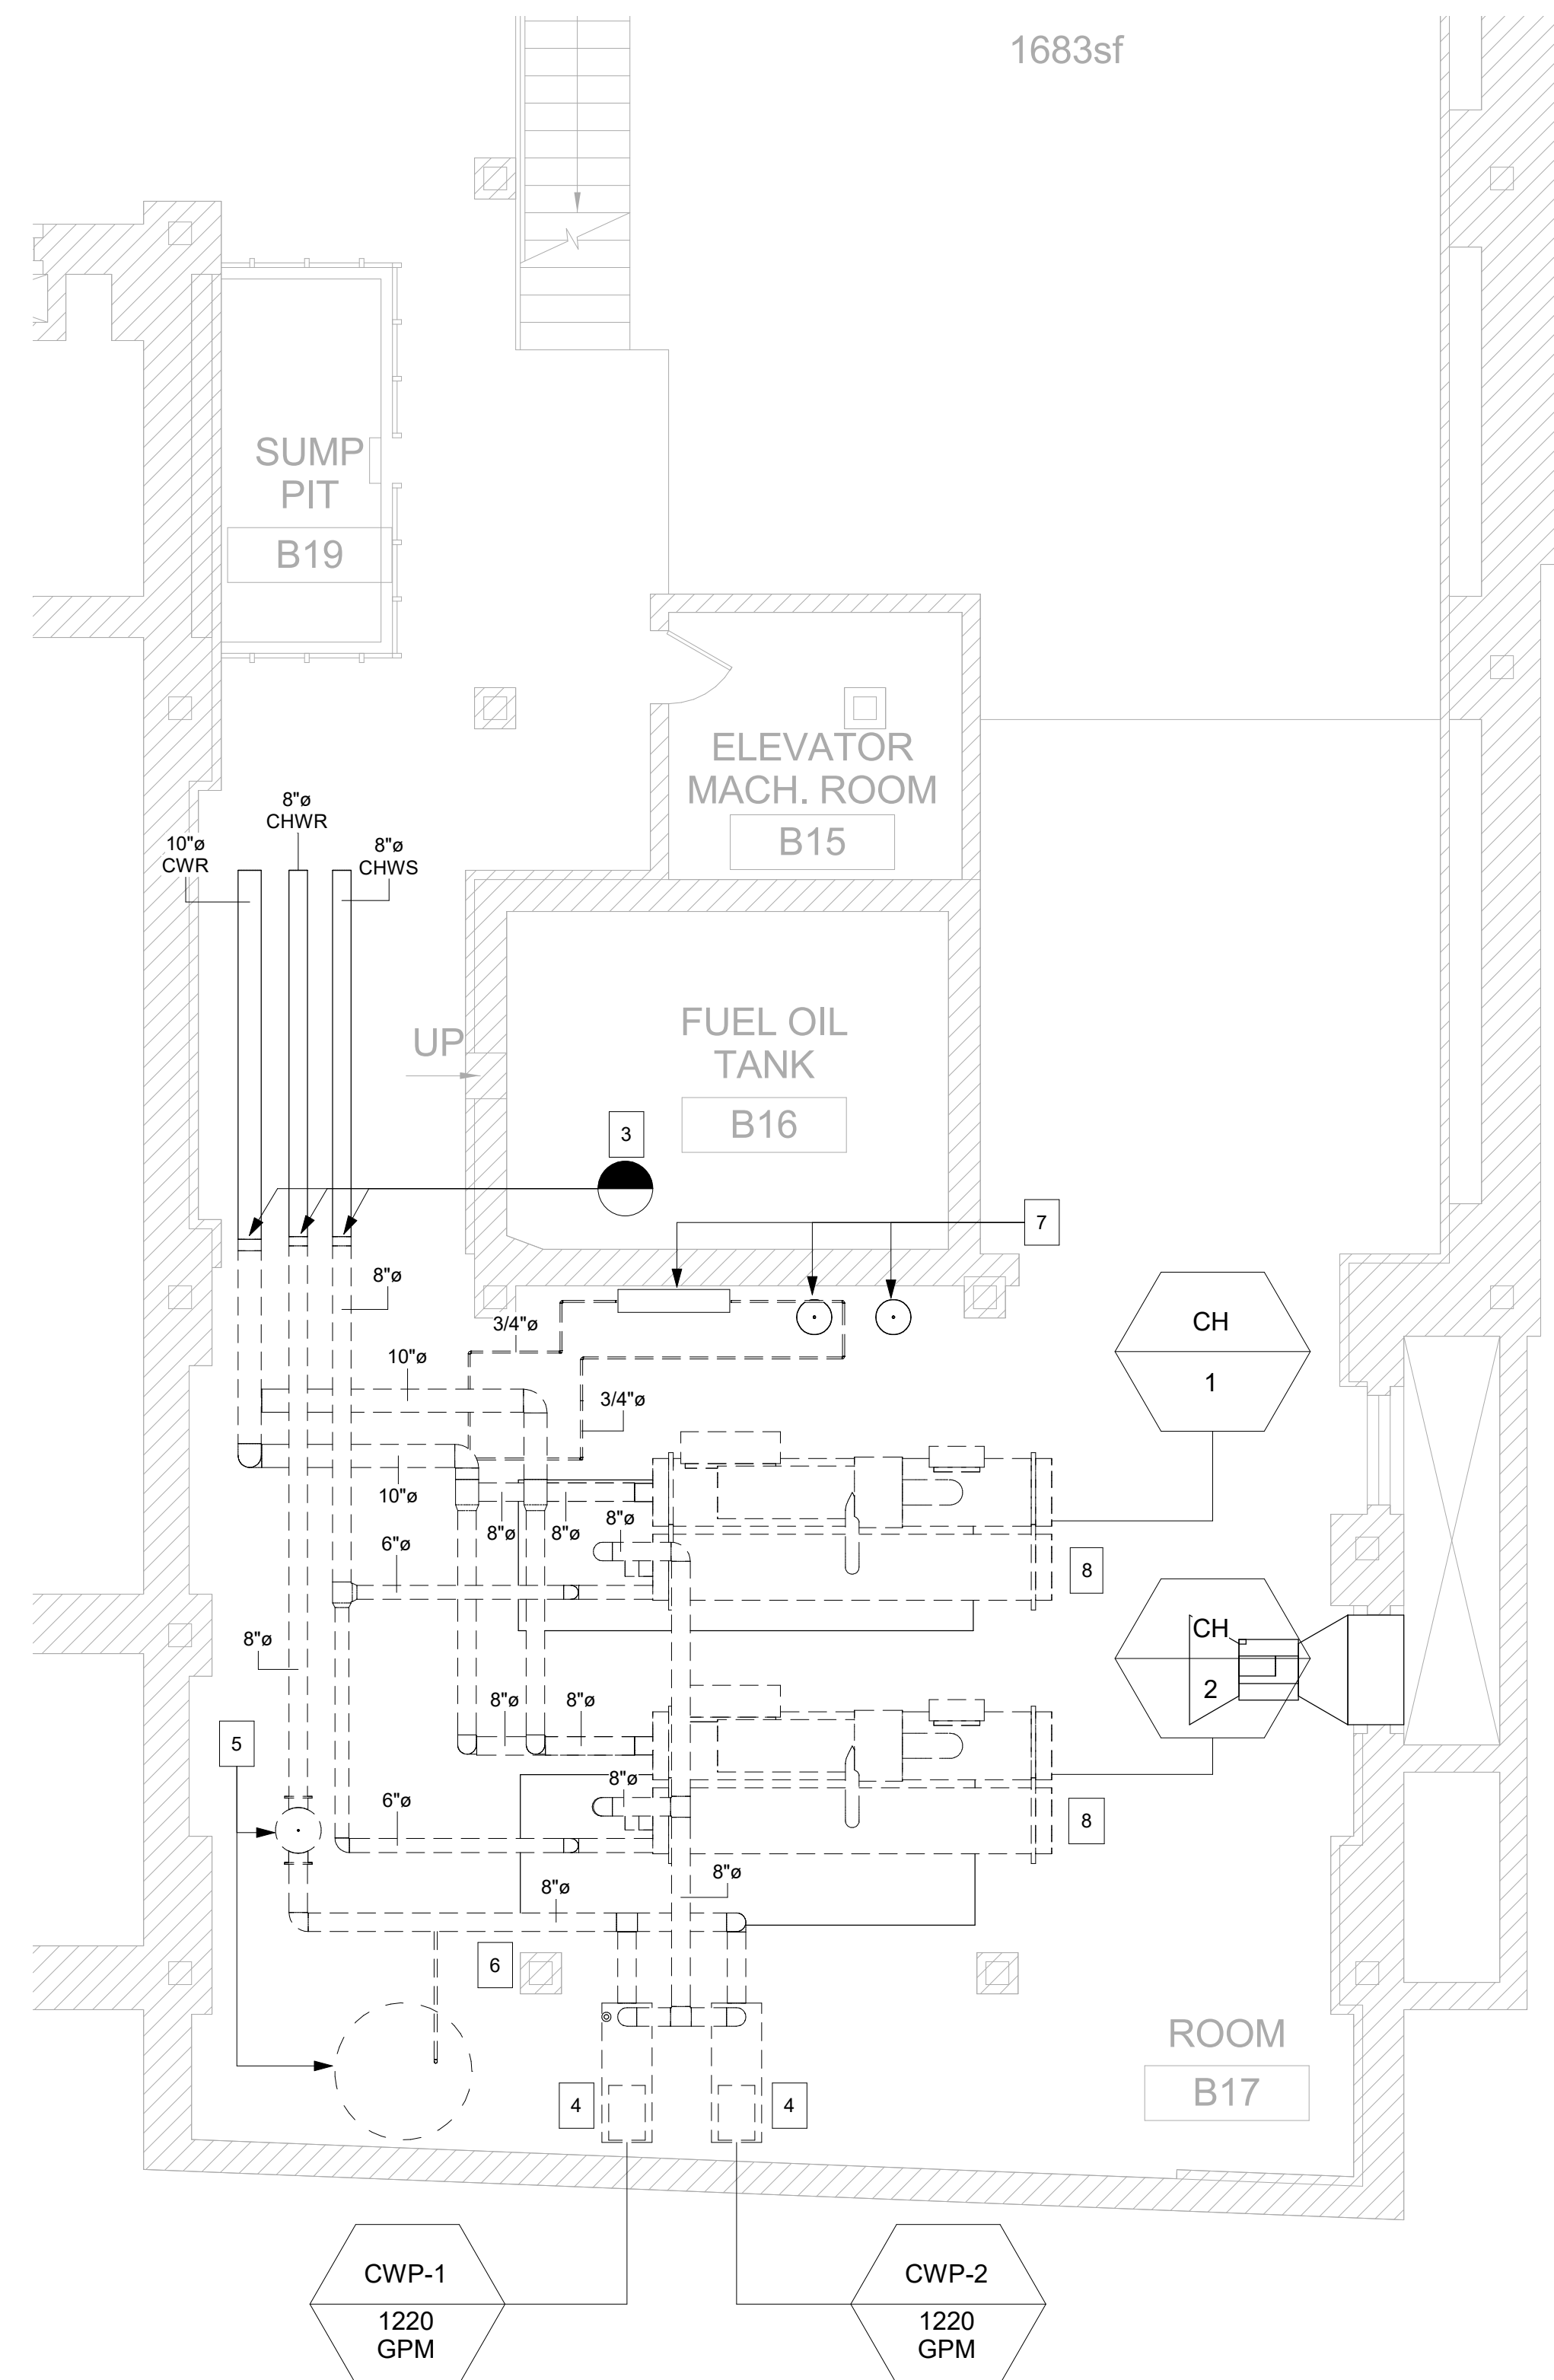 1683sf
SUMP
PIT
B19
ELEVATOR
MACH. ROOM
B15
8"ø
CHWR
10"ø
CWR
8"ø
CHWS
FUEL OIL
TANK
B16
UP
3
7
8"ø
3/4"ø
CH
1
10"ø
3/4"ø
10"ø
8"ø
8"ø
8"ø
6"ø
8
8"ø
CH
2
8"ø
8"ø
5
8"ø
6"ø
8
8"ø
8"ø
6
ROOM
B17
4
4
CWP-1
1220
GPM
CWP-2
1220
GPM